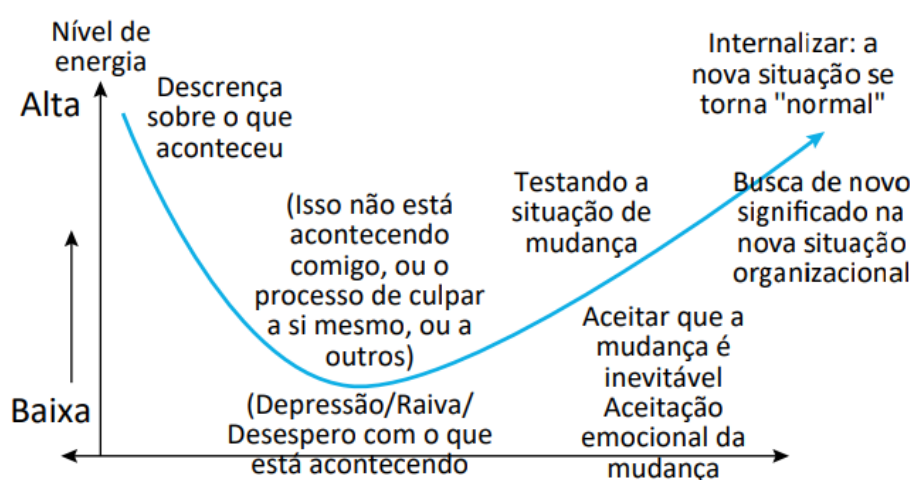 Nível de
energia
Alta
Descrença
sobre o que
aconteceu
(Isso não está
acontecendo
comigo, ou o
processo de culpar
a si mesmo, ou a
outros)
Baixa
(Depressão/Raiva/
Desespero com o que
está acontecendo
Testando a
situação de
mudança
Aceitar que a
mudança é
inevitável
Aceitação
emocional da
mudança
Internalizar: a
nova situação se
torna "normal"
Busca de novo
significado na
nova situação
organizacional